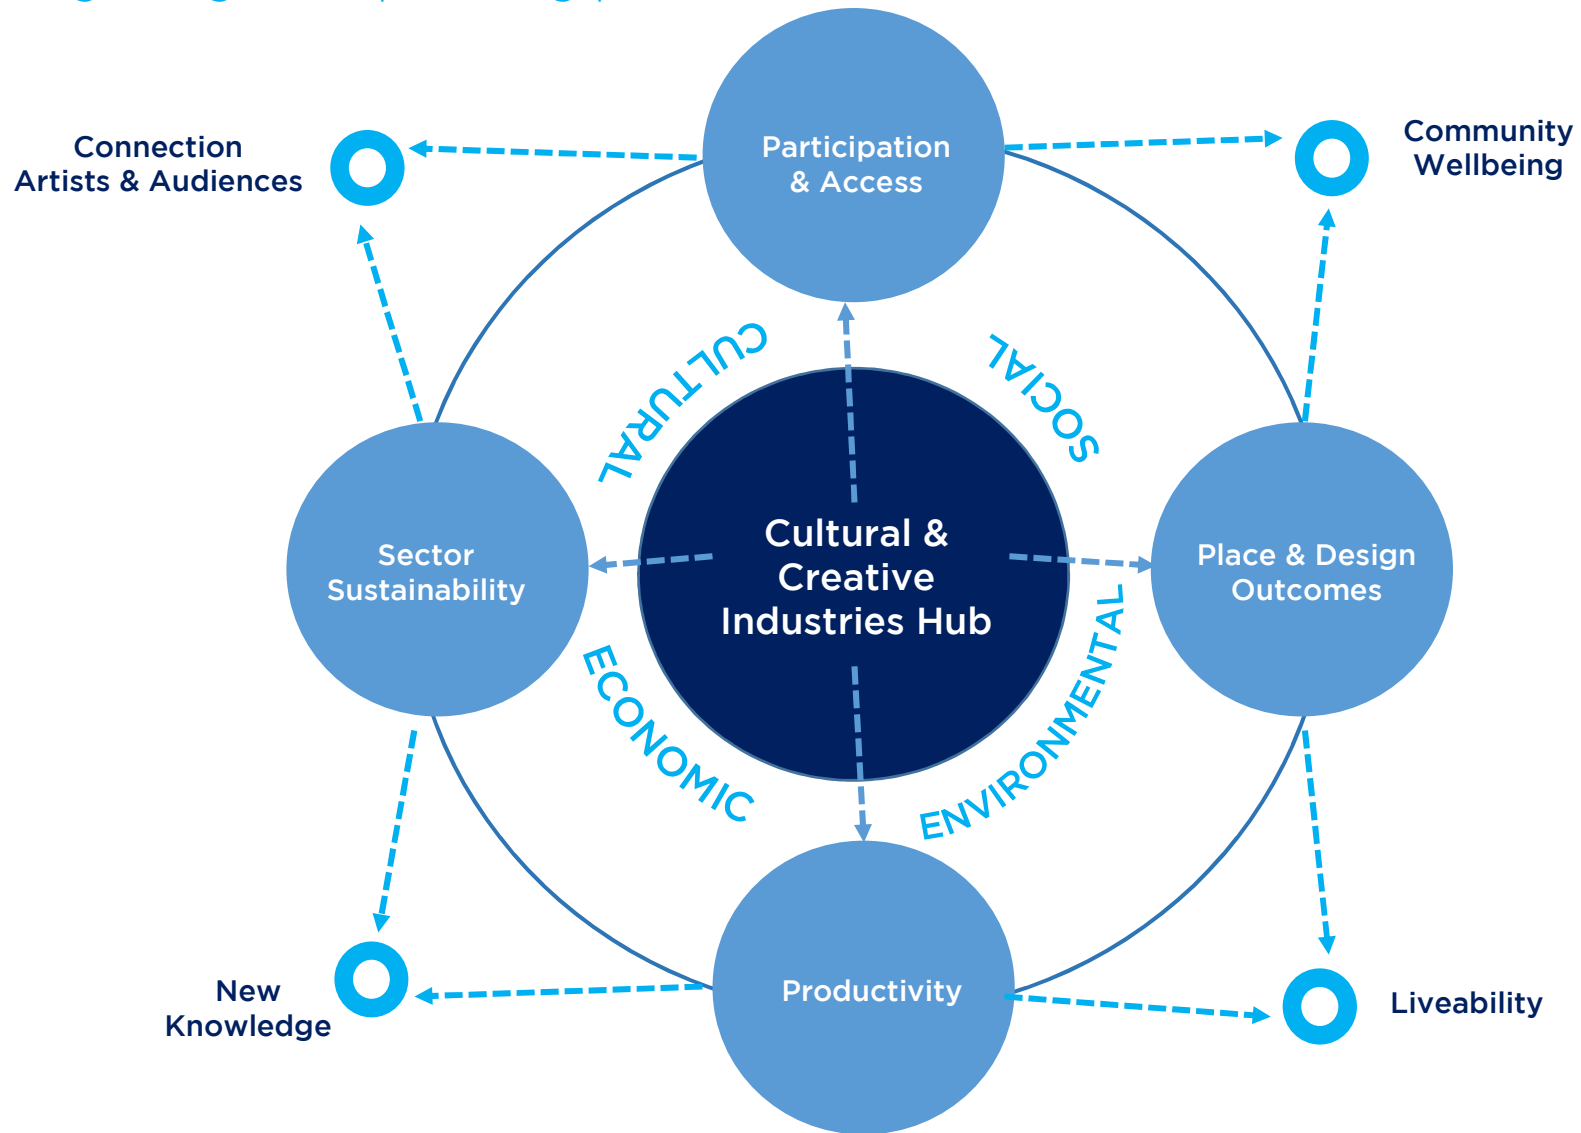 Participation
& Access
Connection
Artists & Audiences
Community
Wellbeing
CULTURAL
SOCIAL
Sector
Sustainability
Cultural &
Creative
Industries Hub
Place & Design
Outcomes
ECONOMIC
ENVIRONMENTAL
New
Knowledge
Productivity
Liveability